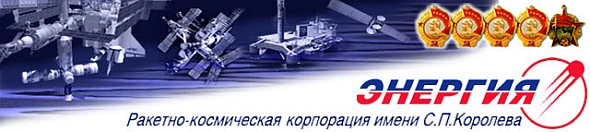 ЭНЕРГИЯ
Ракетно-космическая корпорация имени С.П.Королева